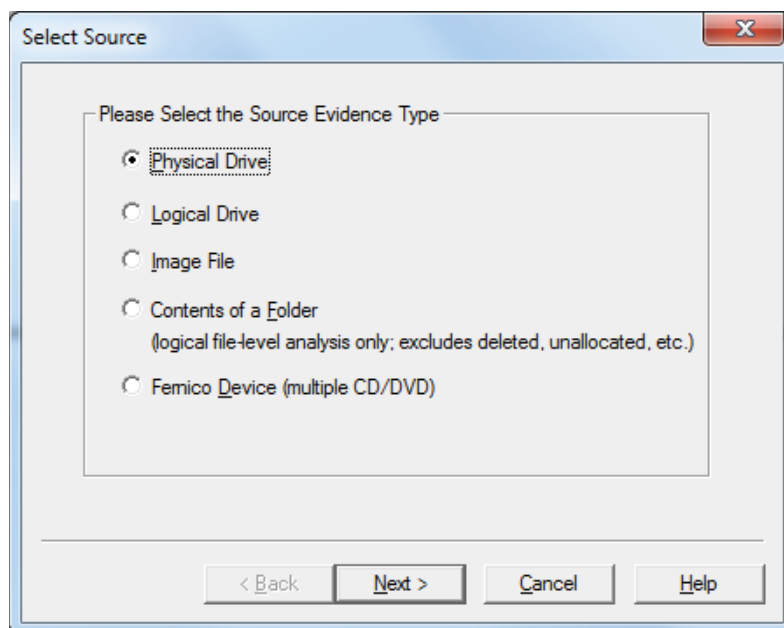 Select Source
Please Select the Source Evidence Type
Physical Drive
Logical Drive
Image File
Contents of a Folder
(logical file-level analysis only; excludes deleted, unallocated, etc.)
Fernico Device (multiple CD/DVD)
< Back Next > Cancel Help